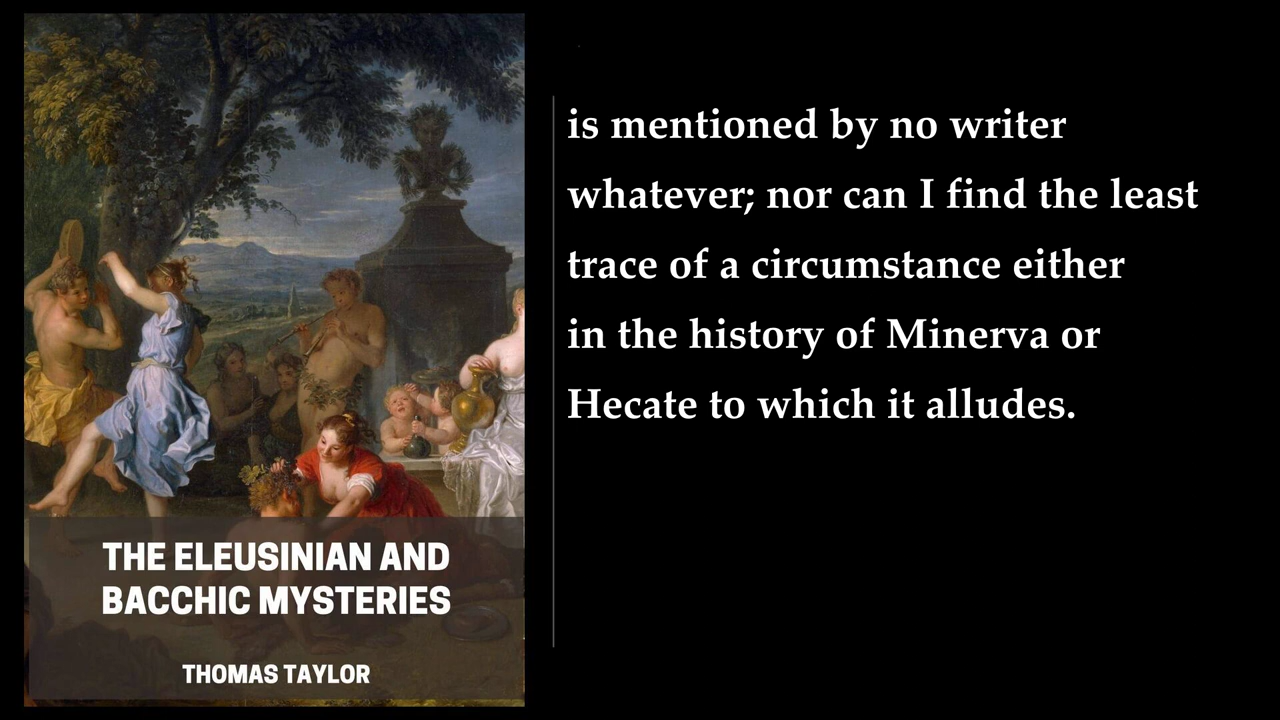 is mentioned by no writer
whatever; nor can I find the least
trace of a circumstance either
in the history of Minerva or
Hecate to which it alludes.
THE ELEUSINIAN AND
BACCHIC MYSTERIES
THOMAS TAYLOR